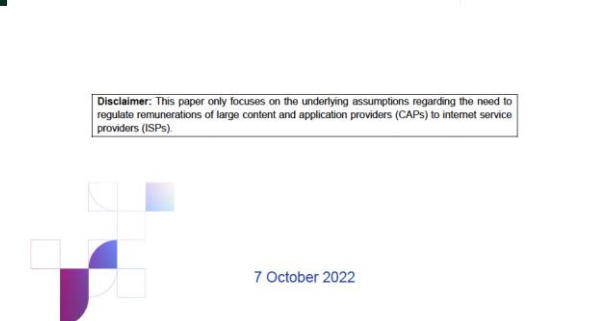 Disclaimer: This paper only focuses on the underlying assumptions regarding the need to
regulate remunerations of large content and application providers (CAPs) to internet service
providers (ISPs).
7 October 2022